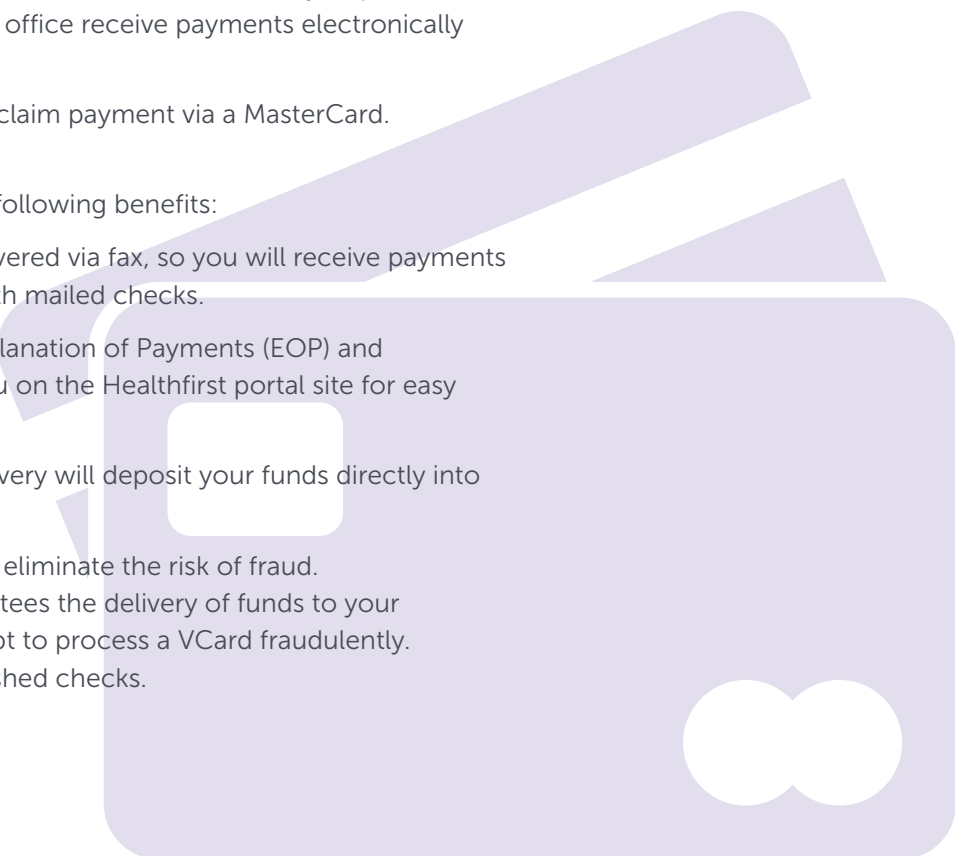 office receive payments electronically
claim payment via a MasterCard.
following benefits:
vered via fax, so you will receive payments
h mailed checks.
lanation of Payments (EOP) and
u on the Healthfirst portal site for easy
very will deposit your funds directly into
eliminate the risk of fraud.
tees the delivery of funds to your
pt to process a VCard fraudulently.
shed checks.